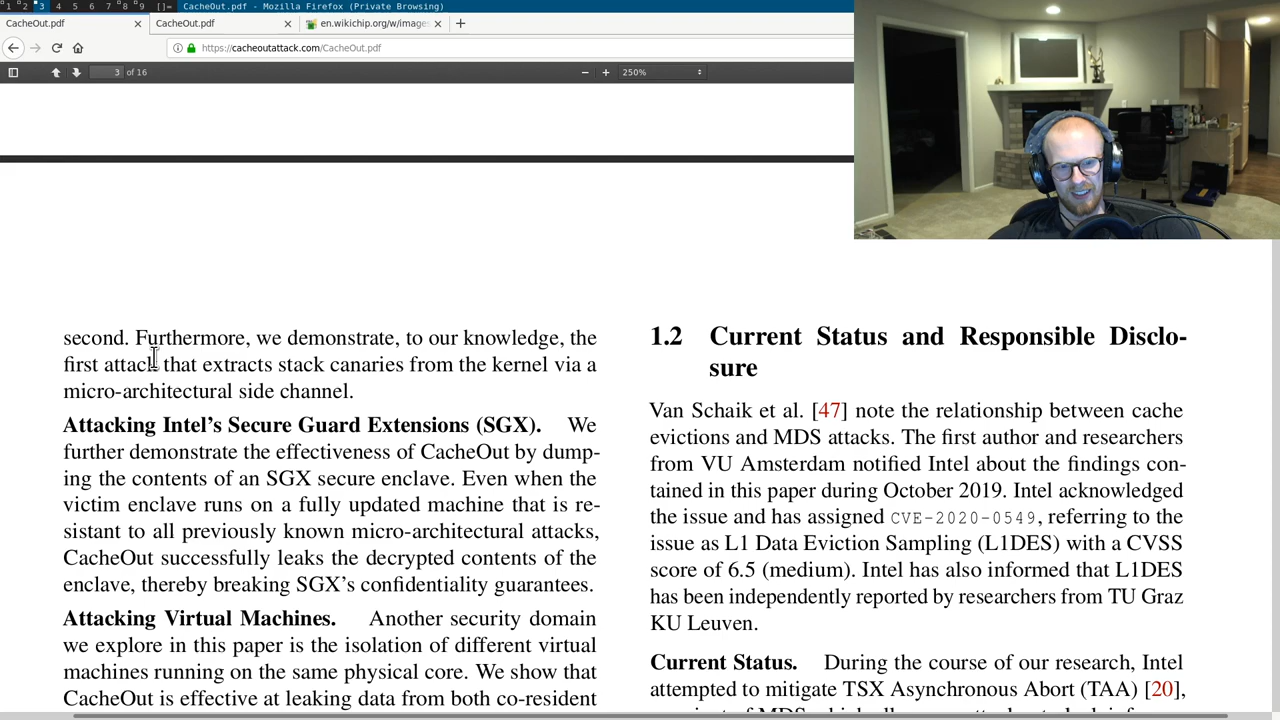 1 2 3 4 5 6 7 8 9 []= CacheOut.pdf - Mozilla Firefox (Private Browsing)
CacheOut.pdf × CacheOut.pdf × en.wikichip.org/w/image × +
https://cacheoutattack.com/CacheOut.pdf
3 of 16 − + 250%
second. Furthermore, we demonstrate, to our knowledge, the
first attack that extracts stack canaries from the kernel via a
micro-architectural side channel.
Attacking Intel's Secure Guard Extensions (SGX). We
further demonstrate the effectiveness of CacheOut by dump-
ing the contents of an SGX secure enclave. Even when the
victim enclave runs on a fully updated machine that is re-
sistant to all previously known micro-architectural attacks,
CacheOut successfully leaks the decrypted contents of the
enclave, thereby breaking SGX's confidentiality guarantees.
Attacking Virtual Machines. Another security domain
we explore in this paper is the isolation of different virtual
machines running on the same physical core. We show that
CacheOut is effective at leaking data from both co-resident
1.2 Current Status and Responsible Disclo-
sure
Van Schaik et al. [47] note the relationship between cache
evictions and MDS attacks. The first author and researchers
from VU Amsterdam notified Intel about the findings con-
tained in this paper during October 2019. Intel acknowledged
the issue and has assigned CVE-2020-0549, referring to the
issue as L1 Data Eviction Sampling (L1DES) with a CVSS
score of 6.5 (medium). Intel has also informed that L1DES
has been independently reported by researchers from TU Graz
KU Leuven.
Current Status. During the course of our research, Intel
attempted to mitigate TSX Asynchronous Abort (TAA) [20],